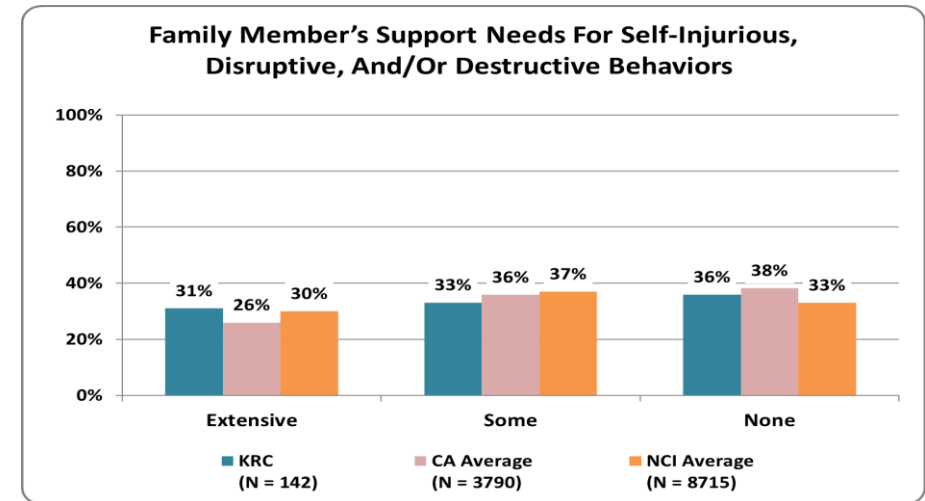 Family Member’s Support Needs For Self-Injurious,
Disruptive, And/Or Destructive Behaviors
100%
80%
60%
40%
20%
0%
31%
26%
30%
33%
36%
37%
36%
38%
33%
Extensive
Some
None
KRC
(N = 142)
CA Average
(N = 3790)
NCI Average
(N = 8715)